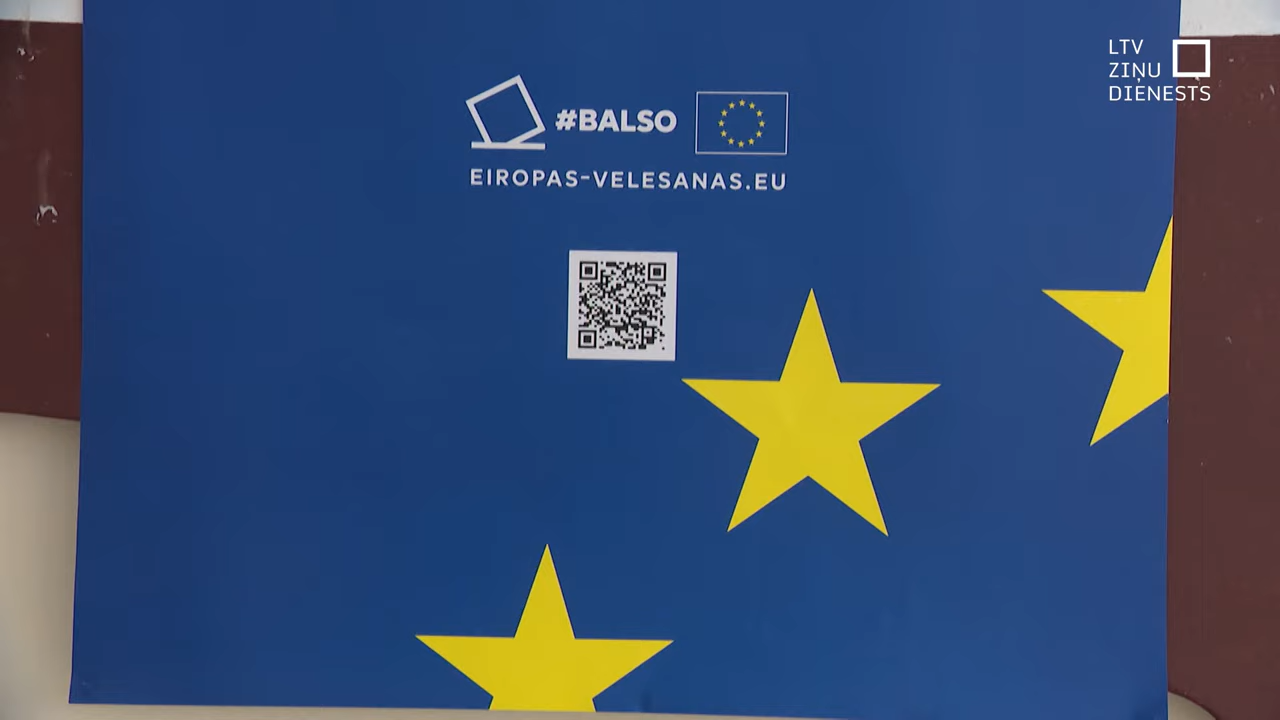 LTV
ZIŅU
DIENESTS
#BALSO
EIROPAS-VELESANAS.EU